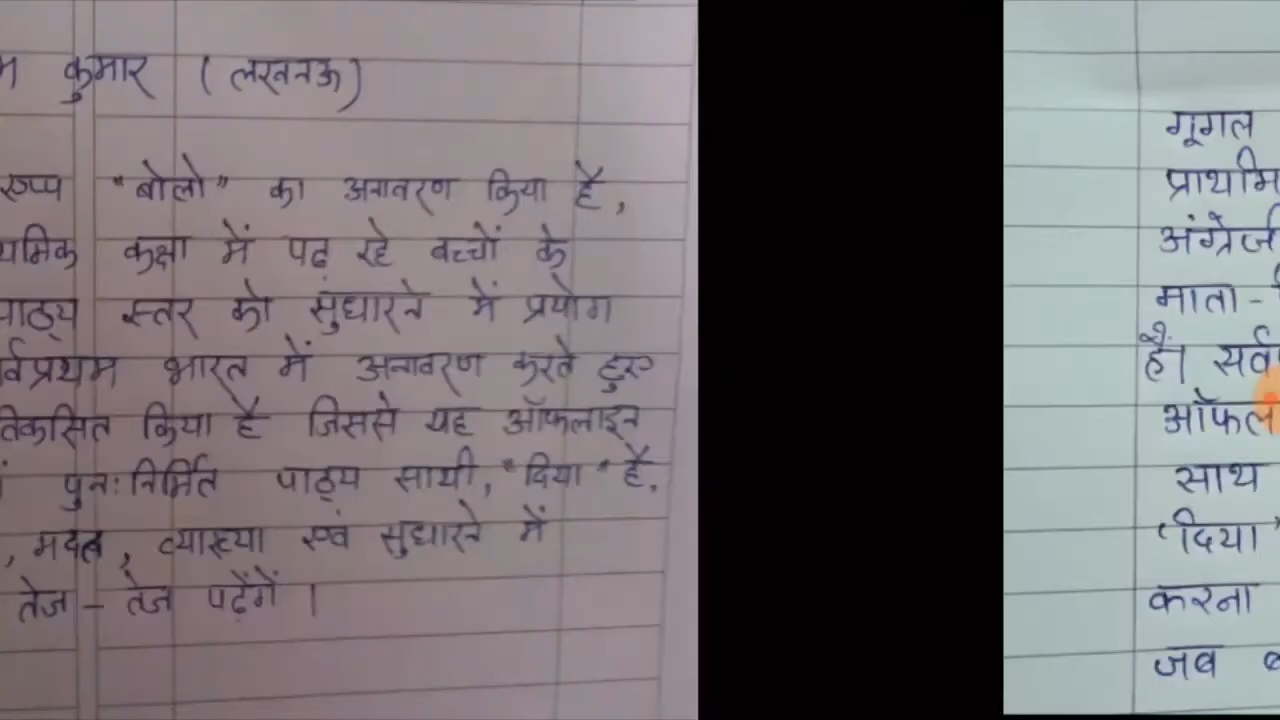 कुमार (लखनऊ)
रुप्प "बोलो" का अनावरण किया है,
कक्षा में पढ़ रहे बच्चों के
पाठ्य स्तर को सुधारने में प्रयोग
भारत में अनावरण करते हुए
किया है जिससे यह ऑफलाइन
पुनःनिर्मित पाठ्य साथी, "दिया" है.
, मदद, व्याख्या एवं सुधारने में
तेज - तेज पढ़ेंगें ।
गूगल
प्राथमि
अंग्रेजी
माता -
हैं। सर्व
ऑफल
साथ
"दिया"
करना
जब